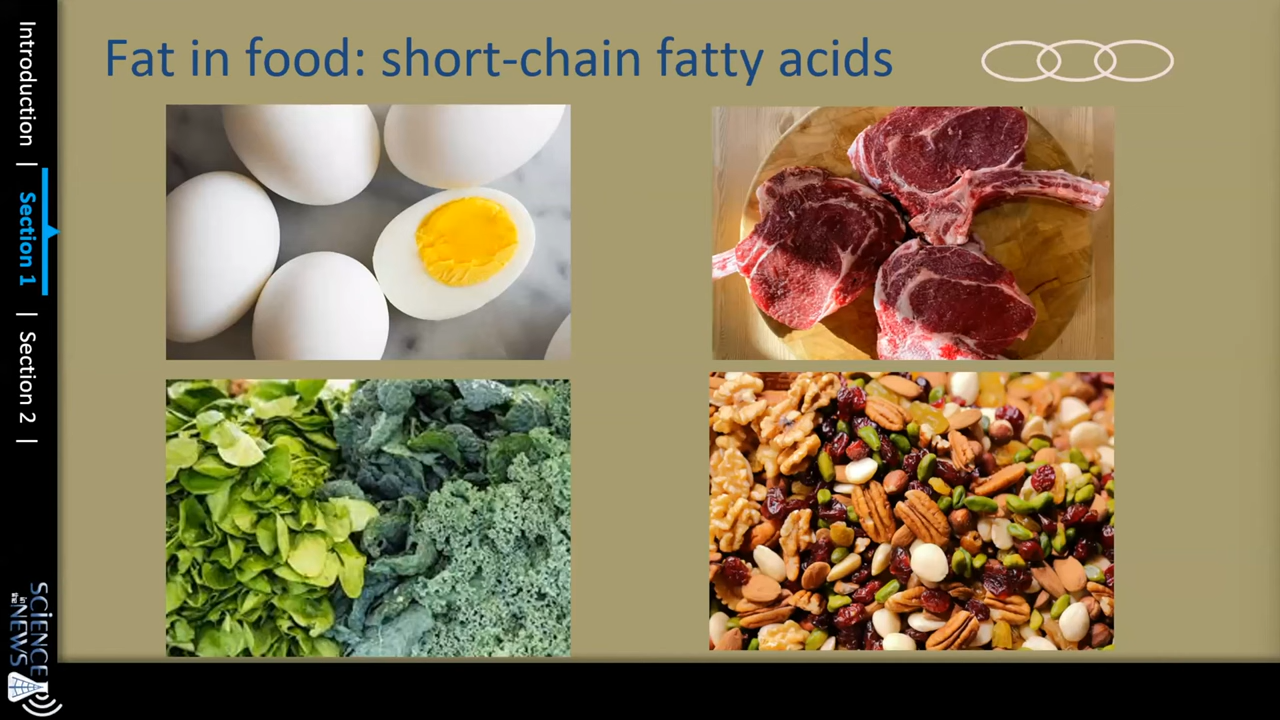 Fat in food: short-chain fatty acids
Introduction |
Section 1
| Section 2 |
SCIENCE
in the
NEWS